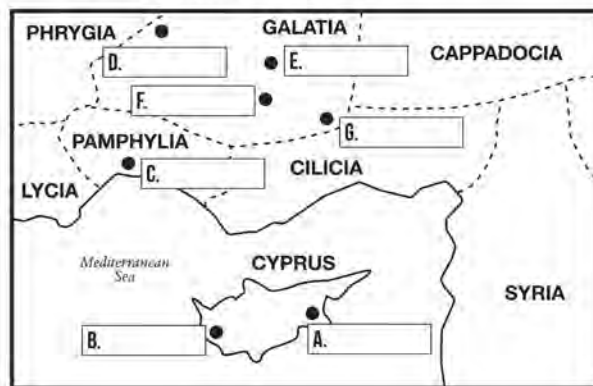 PHRYGIA
GALATIA
CAPPADOCIA
D.
E.
F.
G.
PAMPHYLIA
C.
CILICIA
LYCIA
Mediterranean
Sea
CYPRUS
SYRIA
B.
A.